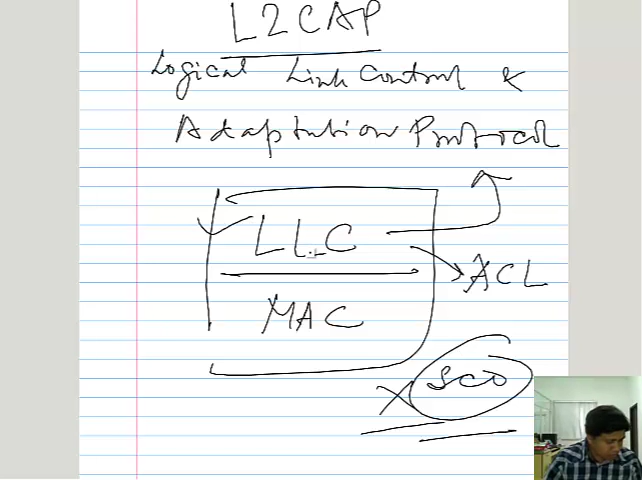 L2CAP
Logical Link Control &
Adaptation Protocol
LLC
ACL
MAC
SCO